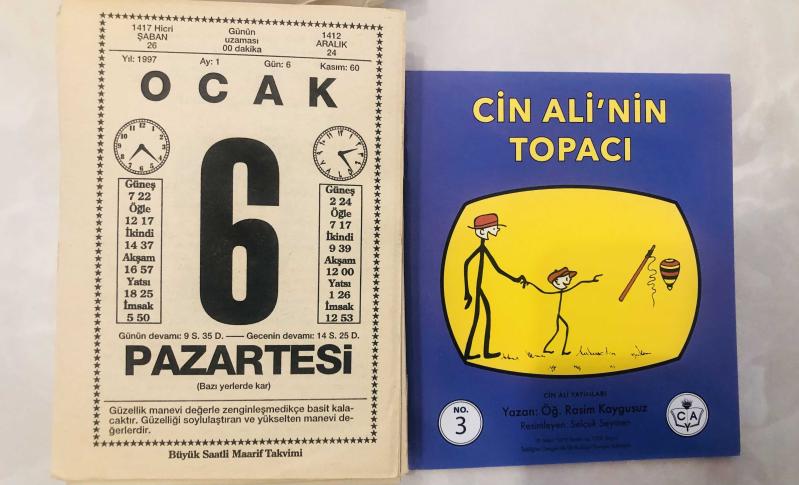 1417 Hicri
ŞABAN
26
Günün
uzaması
00 dakika
1412
ARALIK
24
Yıl: 1997 Ay: 1 Gün: 6 Kasım: 60
OCAK
6
Güneş
7 22
Öğle
12 17
İkindi
14 37
Akşam
16 57
Yatsı
18 25
İmsak
5 50
Güneş
2 24
Öğle
7 17
İkindi
9 39
Akşam
12 00
Yatsı
1 26
İmsak
12 53
Günün devamı: 9 S. 35 D. —— Gecenin devamı: 14 S. 25 D.
PAZARTESİ
(Bazı yerlerde kar)
Güzellik manevi değerle zenginleşmedikçe basit kala-
caktır. Güzelliği soylulaştıran ve yükselten manevi de-
ğerlerdir.
Büyük Saatli Maarif Takvimi
CİN ALİ'NİN
TOPACI
CİN ALİ YAYINLARI
Yazan: Öğ. Rasim Kaygusuz
Resimleyen: Selçuk Seymen
NO.
3
C A
Y